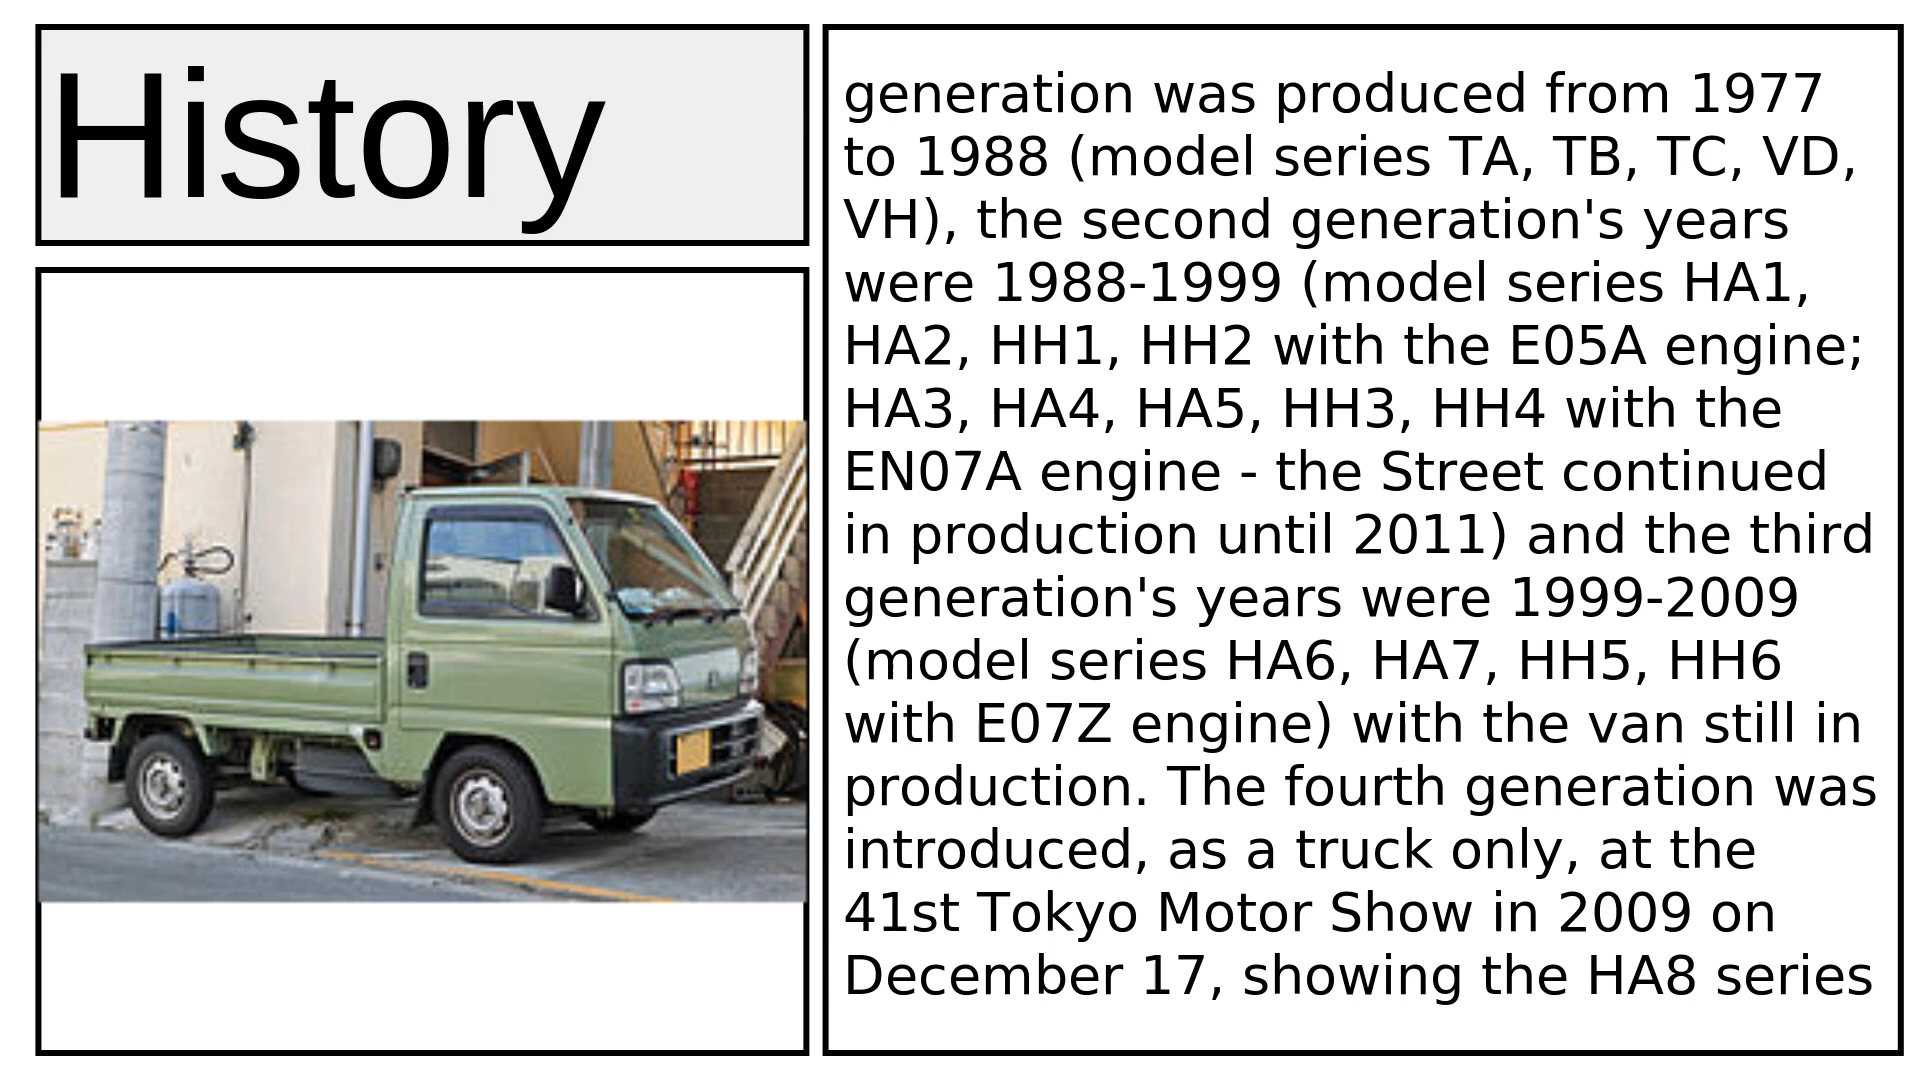 History
generation was produced from 1977
to 1988 (model series TA, TB, TC, VD,
VH), the second generation's years
were 1988-1999 (model series HA1,
HA2, HH1, HH2 with the E05A engine;
HA3, HA4, HA5, HH3, HH4 with the
EN07A engine - the Street continued
in production until 2011) and the third
generation's years were 1999-2009
(model series HA6, HA7, HH5, HH6
with E07Z engine) with the van still in
production. The fourth generation was
introduced, as a truck only, at the
41st Tokyo Motor Show in 2009 on
December 17, showing the HA8 series